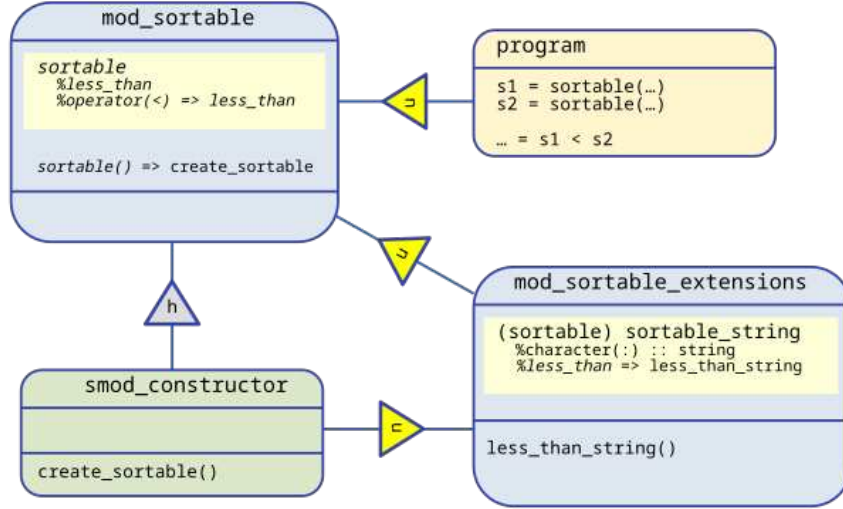 mod_sortable
sortable
%less_than
%operator(<) => less_than
sortable() => create_sortable
u
program
s1 = sortable(…)
s2 = sortable(…)
… = s1 < s2
u
h
mod_sortable_extensions
(sortable) sortable_string
%character(:) :: string
%less_than => less_than_string
less_than_string()
smod_constructor
create_sortable()
u